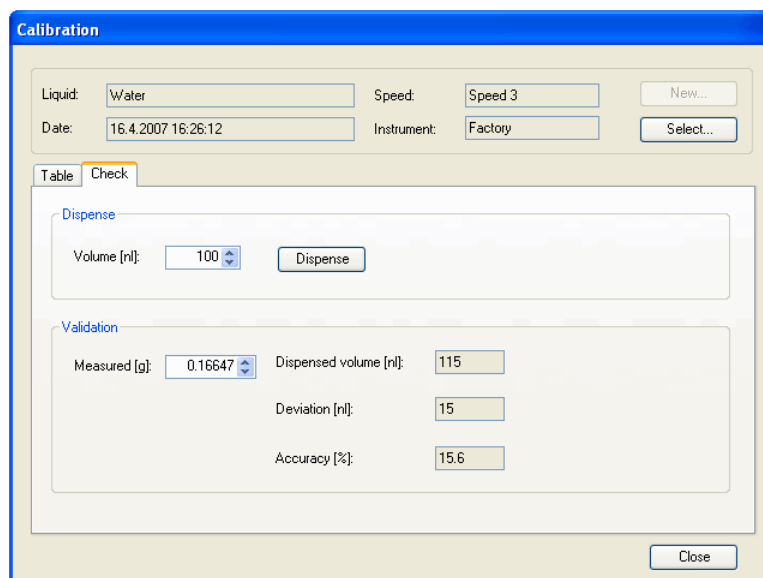 Calibration
Liquid: Water Speed: Speed 3 New...
Date: 16.4.2007 16:26:12 Instrument: Factory Select...
Table Check
Dispense
Volume [nl]: 100 Dispense
Validation
Measured [g]: 0.16647 Dispensed volume [nl]: 115
Deviation [nl]: 15
Accuracy [%]: 15.6
Close